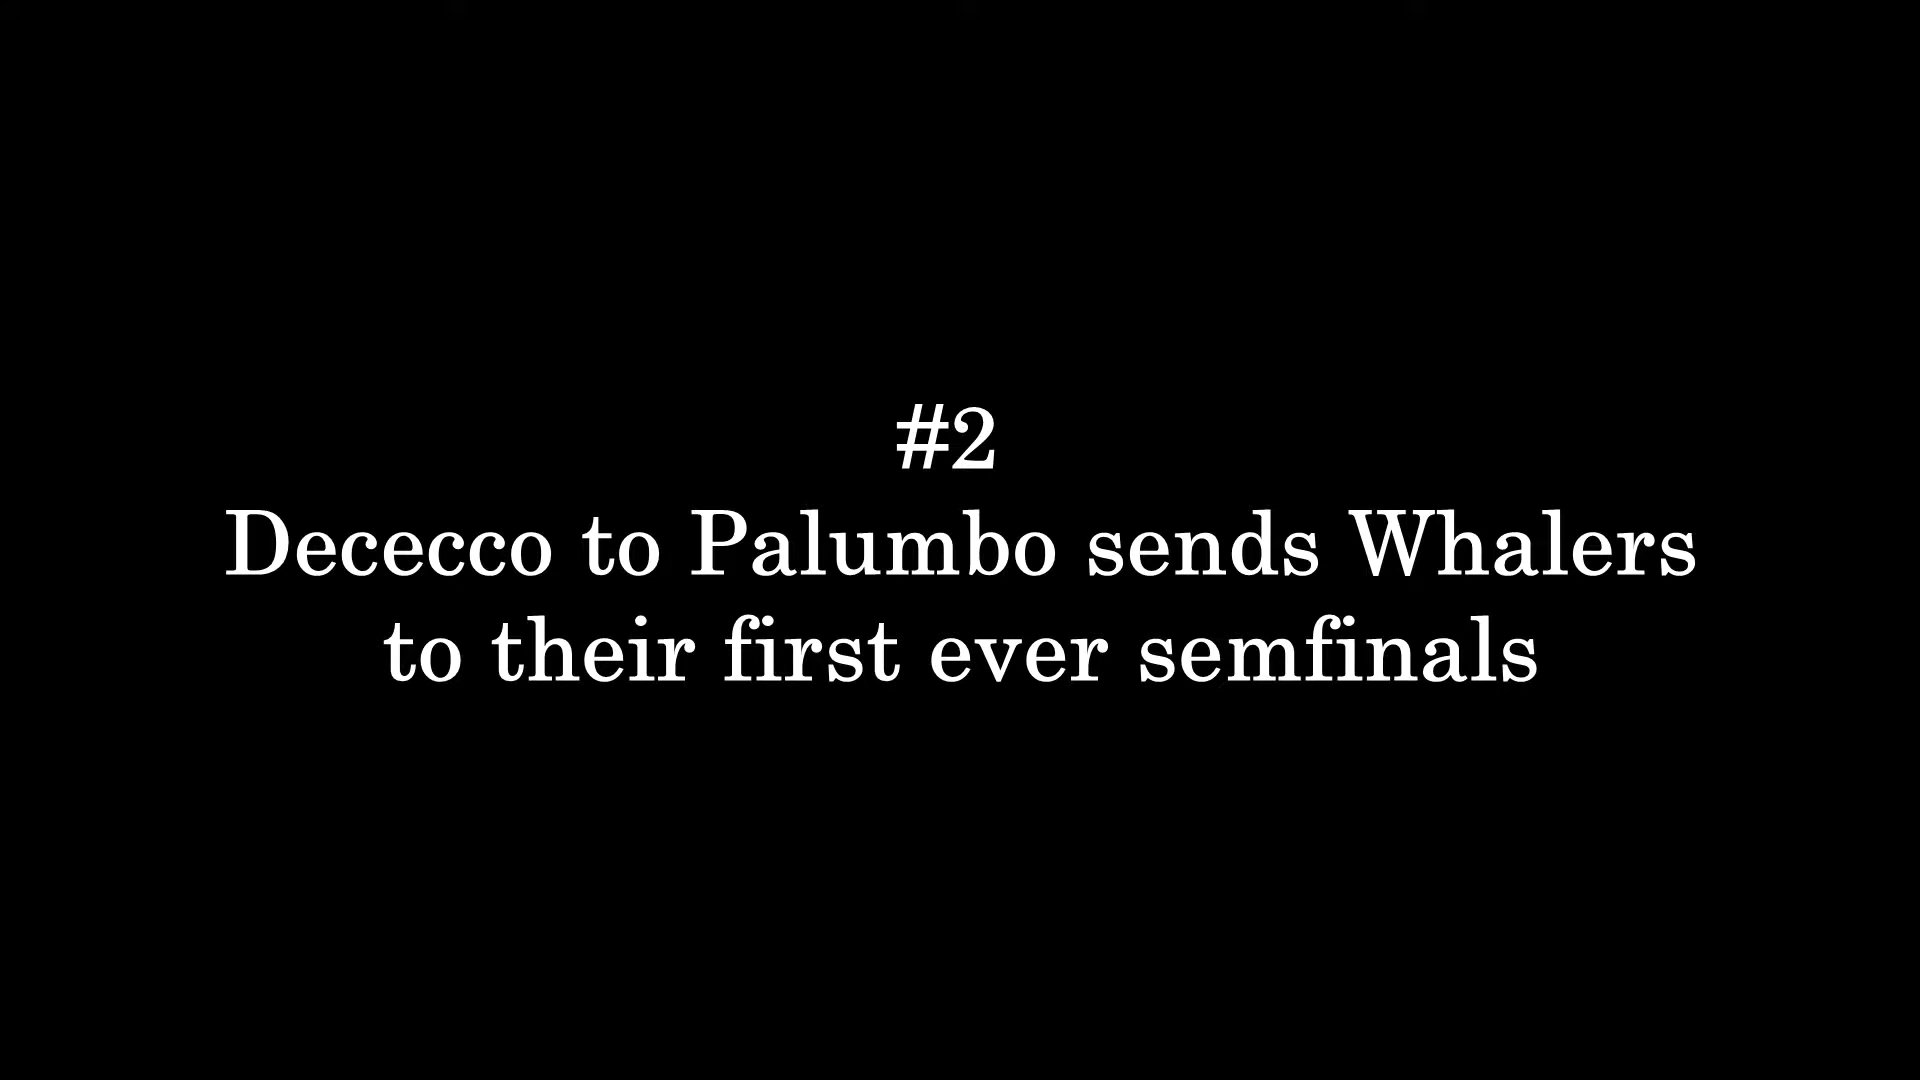 #2
Dececco to Palumbo sends Whalers
to their first ever semfinals